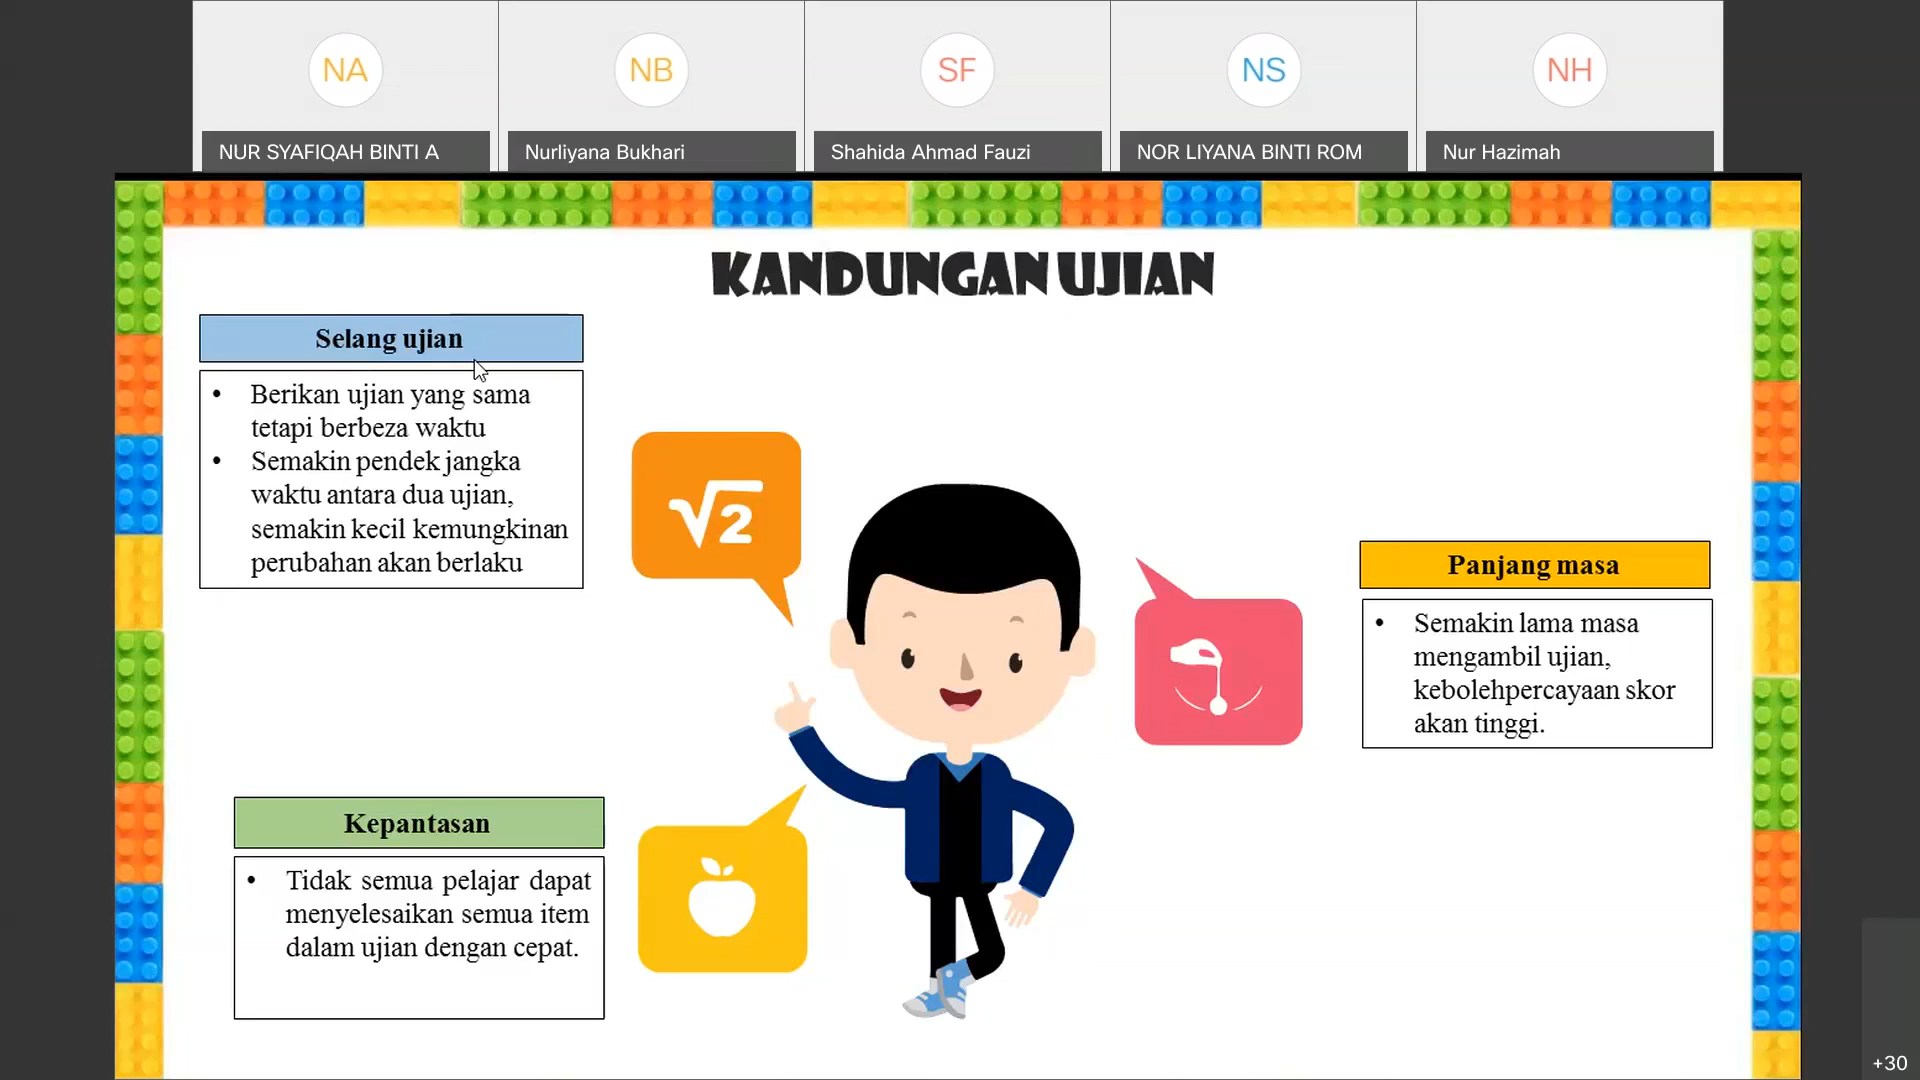 NA
NB
SF
NS
NH
NUR SYAFIQAH BINTI A
Nurliyana Bukhari
Shahida Ahmad Fauzi
NOR LIYANA BINTI ROM
Nur Hazimah
KANDUNGAN UJIAN
Selang ujian
• Berikan ujian yang sama
tetapi berbeza waktu
• Semakin pendek jangka
waktu antara dua ujian,
semakin kecil kemungkinan
perubahan akan berlaku
√2
Panjang masa
• Semakin lama masa
mengambil ujian,
kebolehpercayaan skor
akan tinggi.
Kepantasan
• Tidak semua pelajar dapat
menyelesaikan semua item
dalam ujian dengan cepat.
+30